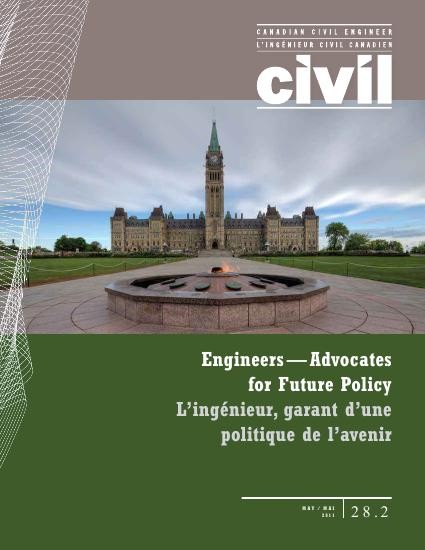 CANADIAN CIVIL ENGINEER
L'INGÉNIEUR CIVIL CANADIEN
cìvíl
Engineers—Advocates
for Future Policy
L'ingénieur, garant d'une
politique de l'avenir
MAY / MAI
2011
28.2